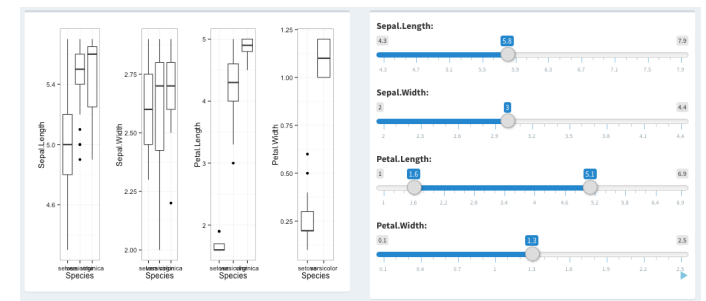 Sepal.Length
5.4
5.0
4.6
Species
Sepal.Width
2.75
2.50
2.25
2.00
Species
Petal.Length
5
4
3
2
Species
Petal.Width
1.25
1.00
0.75
0.50
0.25
Species
Sepal.Length:
4.3 5.8 7.9
4.3 4.7 5.1 5.5 5.9 6.3 6.7 7.1 7.5 7.9
Sepal.Width:
2 3 4.4
2 2.3 2.6 2.9 3.2 3.5 3.8 4.1 4.4
Petal.Length:
1 1.6 5.1 6.9
1 1.6 2.2 2.8 3.4 4 4.6 5.2 5.8 6.4 6.9
Petal.Width:
0.1 1.3 2.5
0.1 0.4 0.7 1 1.3 1.6 1.9 2.2 2.5